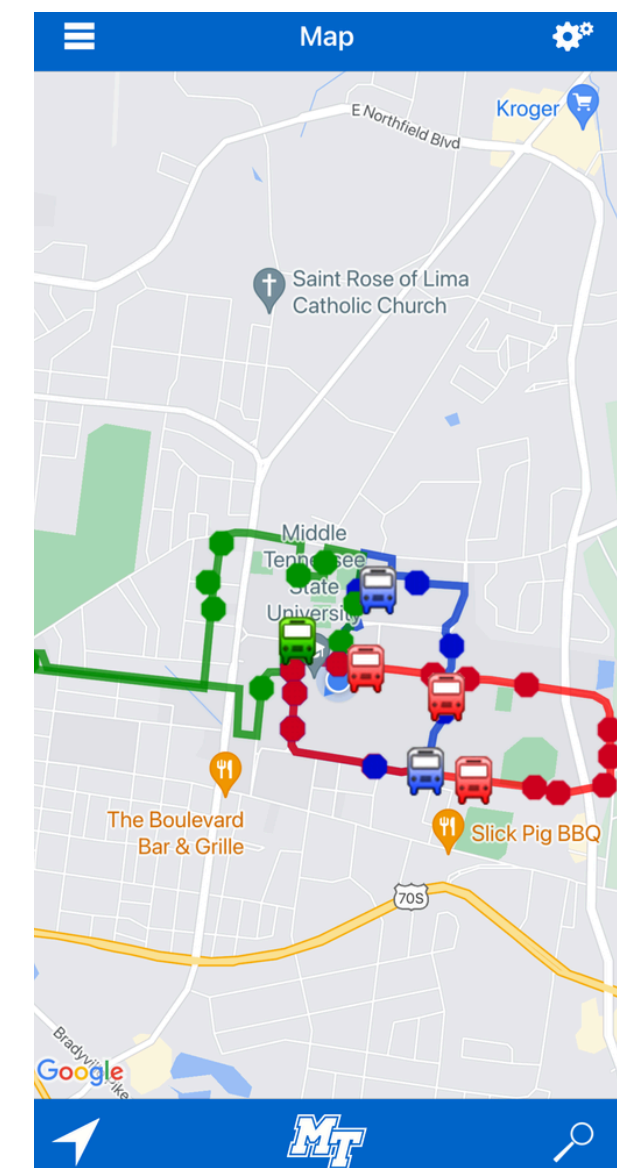 Map
Kroger
E Northfield Blvd
Saint Rose of Lima
Catholic Church
Middle
Tennessee
State
University
The Boulevard
Bar & Grille
Slick Pig BBQ
70S
Google
MT